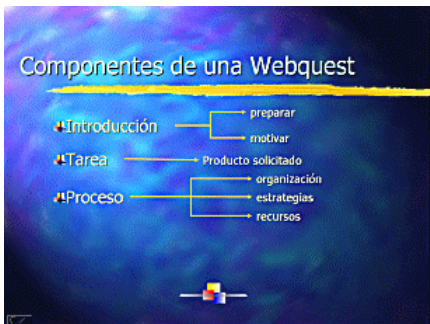 Componentes de una Webquest
Introducción
preparar
motivar
Tarea
Producto solicitado
Proceso
organización
estrategias
recursos